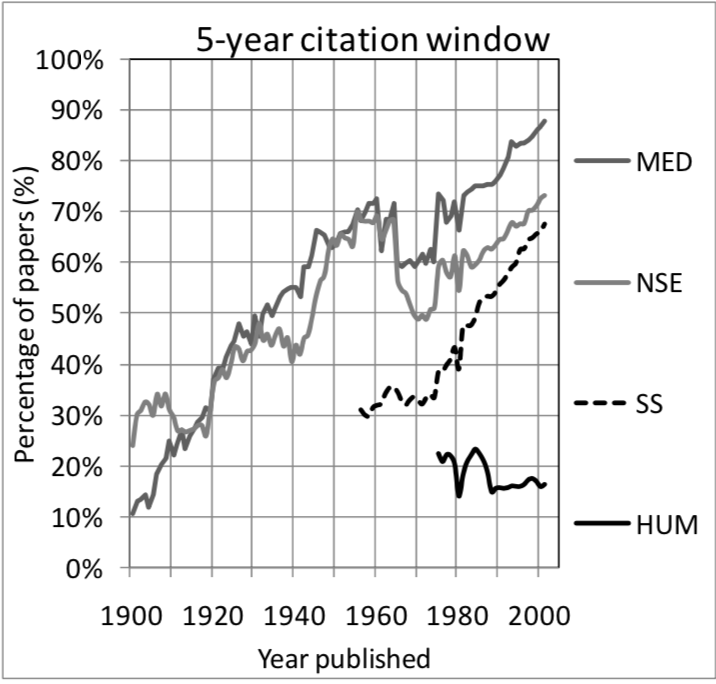 5-year citation window
100%
90%
80%
70%
60%
50%
40%
30%
20%
10%
0%
Percentage of papers (%)
1900 1920 1940 1960 1980 2000
Year published
MED
NSE
SS
HUM